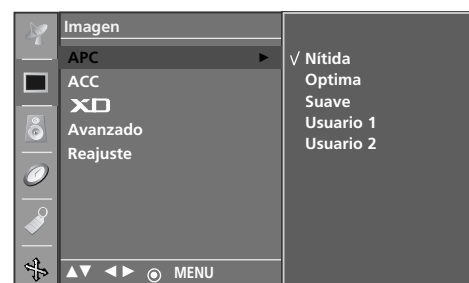 Imagen
APC
ACC
XD
Avanzado
Reajuste
√ Nítida
Optima
Suave
Usuario 1
Usuario 2
MENU